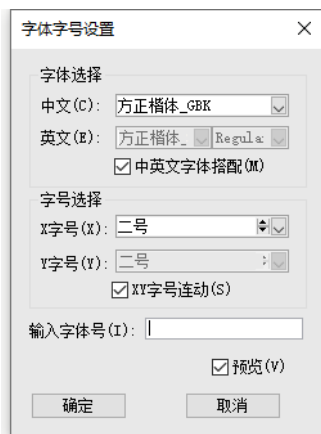 字体字号设置
字体选择
中文(C): 方正楷体_GBK
英文(E): 方正楷体_ Regula
中英文字体搭配(M)
字号选择
X字号(X): 二号
Y字号(Y): 二号
XY字号连动(S)
输入字体号(I):
预览(V)
确定 取消